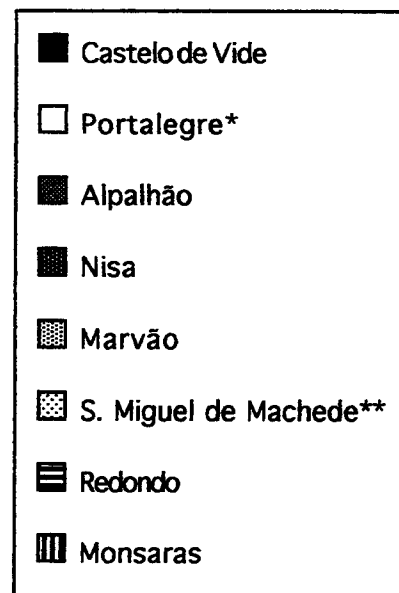 Castelo de Vide
Portalegre*
Alpalhão
Nisa
Marvão
S. Miguel de Machede**
Redondo
Monsaras